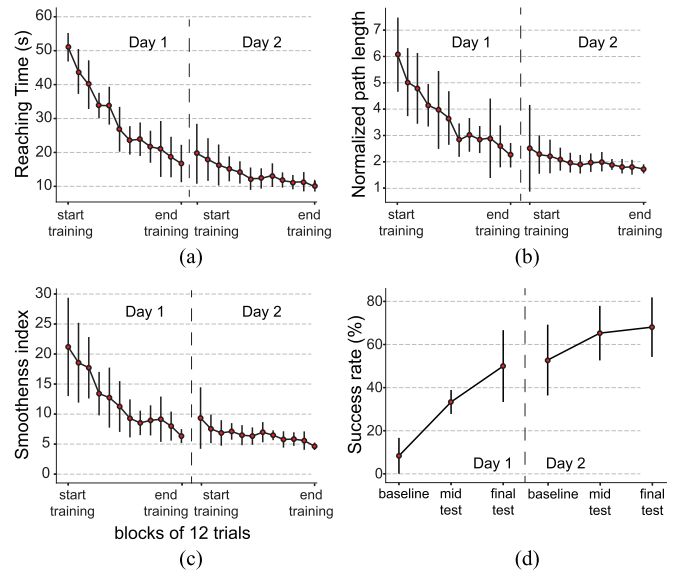 Reaching Time (s)
60
50
40
30
20
10
Day 1
Day 2
start
training
end
training
start
training
end
training
(a)
Normalized path length
7
6
5
4
3
2
1
Day 1
Day 2
start
training
end
training
start
training
end
training
(b)
Smoothenss index
30
25
20
15
10
5
0
Day 1
Day 2
start
training
end
training
start
training
end
training
blocks of 12 trials
(c)
Success rate (%)
80
60
40
20
0
Day 1
Day 2
baseline
mid
test
final
test
baseline
mid
test
final
test
(d)